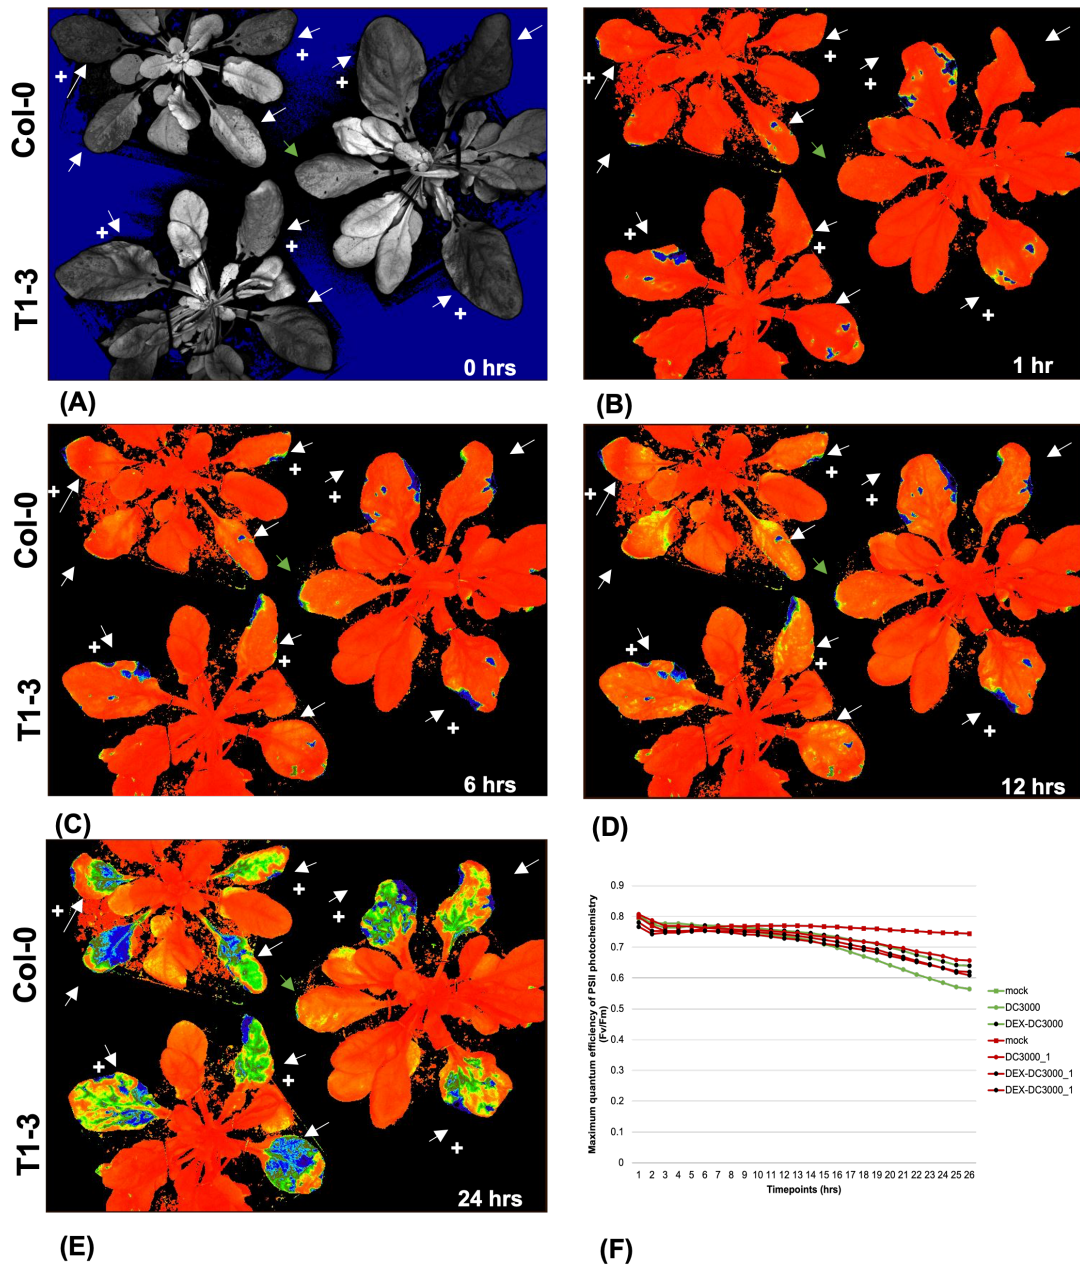 Col-0
T1-3
0 hrs
(A)
1 hr
(B)
Col-0
T1-3
6 hrs
(C)
12 hrs
(D)
Col-0
T1-3
24 hrs
(E)
Maximum quantum efficiency of PSII photochemistry
(Fv/Fm)
0.9
0.8
0.7
0.6
0.5
0.4
0.3
0.2
0.1
0
1 2 3 4 5 6 7 8 9 10 11 12 13 14 15 16 17 18 19 20 21 22 23 24 25 26
Timepoints (hrs)
mock
DC3000
DEX-DC3000
mock
DC3000_1
DEX-DC3000_1
DEX-DC3000_1
(F)